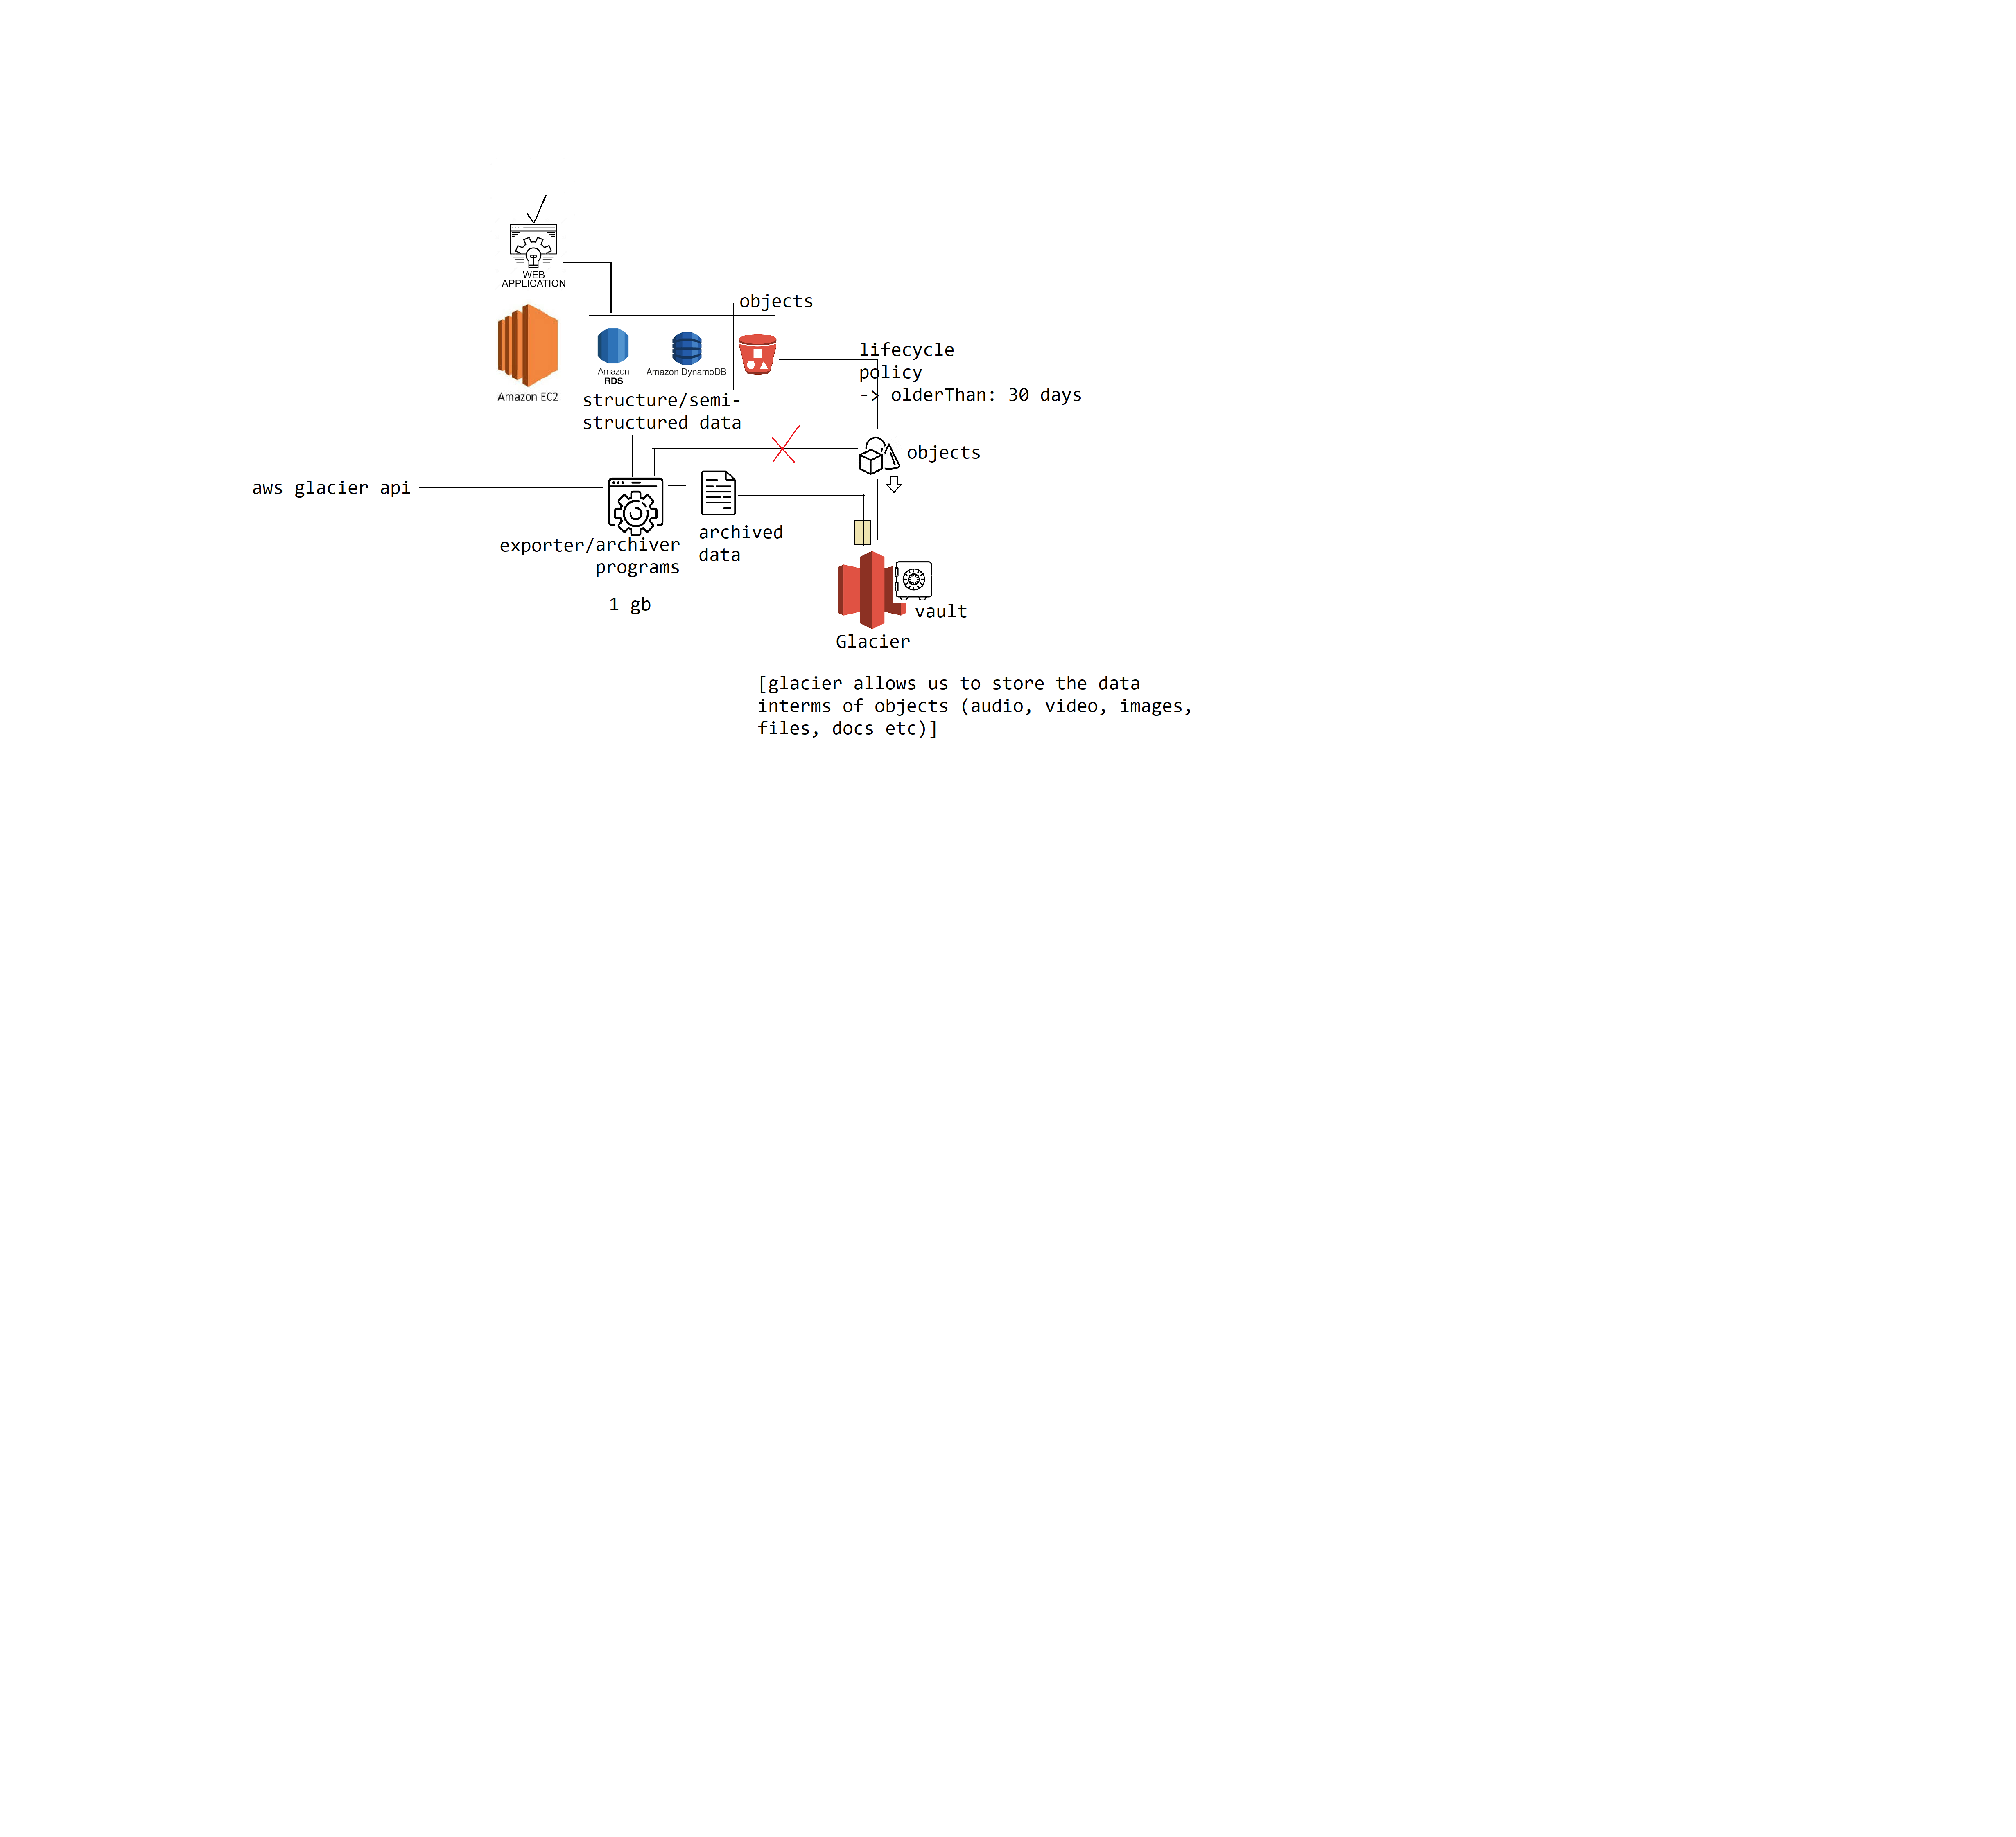 WEB
APPLICATION
Amazon EC2
objects
Amazon
RDS
Amazon DynamoDB
structure/semi-
structured data
lifecycle
policy
-> olderThan: 30 days
objects
aws glacier api
exporter/archiver
programs
1 gb
archived
data
vault
Glacier
[glacier allows us to store the data
interms of objects (audio, video, images,
files, docs etc)]